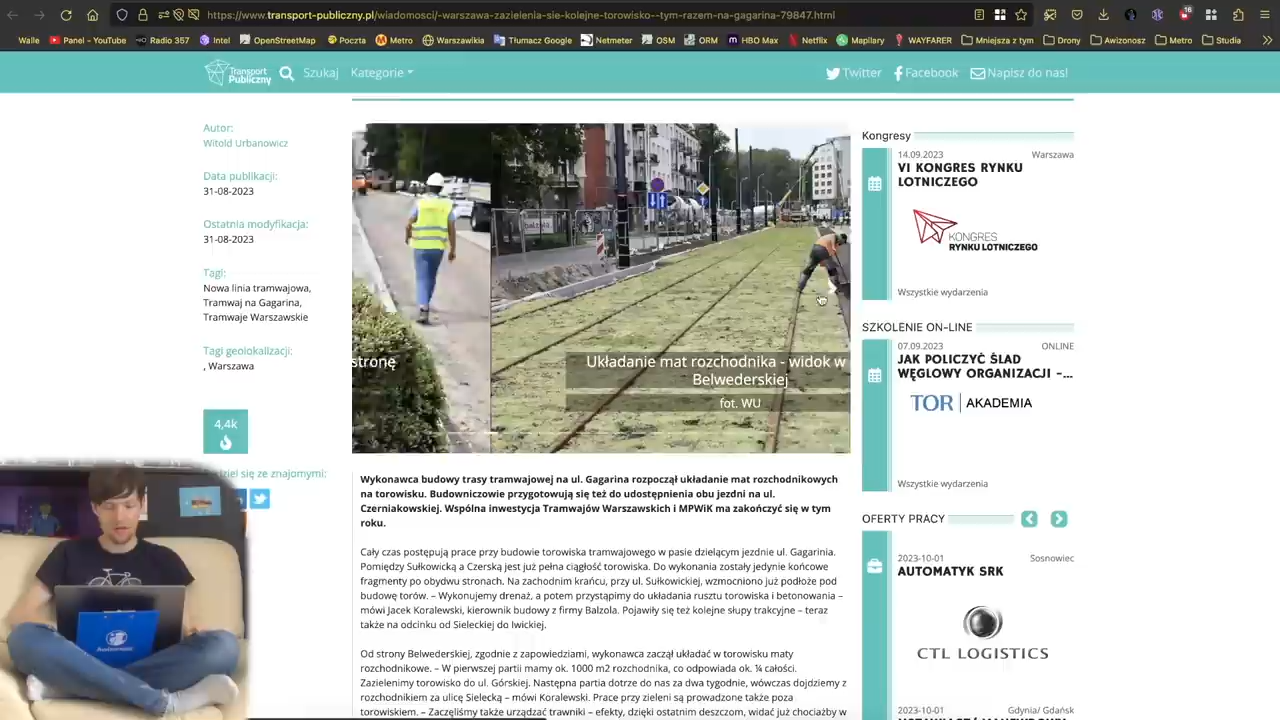 https://www.transport-publiczny.pl/wiadomosci/-warszawa-zazielenia-sie-kolejne-torowisko--tym-razem-na-gagarina-79847.html
16
Walle
Panel - YouTube
Radio 357
Intel
OpenStreetMap
Poczta
Metro
Warszawikia
Tłumacz Google
Netmeter
OSM
ORM
HBO Max
Netflix
Mapilary
WAYFARER
Mniejsza z tym
Drony
Awizonosz
Metro
Studia
Transport Publiczny
Szukaj
Kategorie
Twitter
Facebook
Napisz do nas!
Autor:
Witold Urbanowicz
Data publikacji:
31-08-2023
Ostatnia modyfikacja:
31-08-2023
Tagi:
Nowa linia tramwajowa,
Tramwaj na Gagarina,
Tramwaje Warszawskie
Tagi geolokalizacji:
, Warszawa
4,4k
się ze znajomymi:
stronę
Układanie mat rozchodnika - widok w
Belwederskiej
fot. WU
Wykonawca budowy trasy tramwajowej na ul. Gagarina rozpoczął układanie mat rozchodnikowych
na torowisku. Budowniczowie przygotowują się też do udostępnienia obu jezdni na ul.
Czerniakowskiej. Wspólna inwestycja Tramwajów Warszawskich i MPWiK ma zakończyć się w tym
roku.
Cały czas postępują prace przy budowie torowiska tramwajowego w pasie dzielącym jezdnie ul. Gagarinia.
Pomiędzy Sułkowicką a Czerską jest już pełna ciągłość torowiska. Do wykonania zostały jedynie końcowe
fragmenty po obydwu stronach. Na zachodnim krańcu, przy ul. Sułkowickiej, wzmocniono już podłoże pod
budowę torów. – Wykonujemy drenaż, a potem przystąpimy do układania rusztu torowiska i betonowania –
mówi Jacek Koralewski, kierownik budowy z firmy Balzola. Pojawiły się też kolejne słupy trakcyjne – teraz
także na odcinku od Sieleckiej do Iwickiej.
Od strony Belwederskiej, zgodnie z zapowiedziami, wykonawca zaczął układać w torowisku maty
rozchodnikowe. – W pierwszej partii mamy ok. 1000 m2 rozchodnika, co odpowiada ok. ¼ całości.
Zazielenimy torowisko do ul. Górskiej. Następna partia dotrze do nas za dwa tygodnie, wówczas dojdziemy z
rozchodnikiem za ulicę Sielecką – mówi Koralewski. Prace przy zieleni są prowadzone także poza
torowiskiem. – Zaczęliśmy także urządzać trawniki – efekty, dzięki ostatnim deszczom, widać już chociażby w
Kongresy
14.09.2023
Warszawa
VI KONGRES RYNKU
LOTNICZEGO
KONGRES
RYNKU LOTNICZEGO
Wszystkie wydarzenia
SZKOLENIE ON-LINE
07.09.2023
ONLINE
JAK POLICZYĆ ŚLAD
WĘGLOWY ORGANIZACJI -...
TOR AKADEMIA
Wszystkie wydarzenia
OFERTY PRACY
2023-10-01
Sosnowiec
AUTOMATYK SRK
CTL LOGISTICS
2023-10-01
Gdynia/ Gdańsk